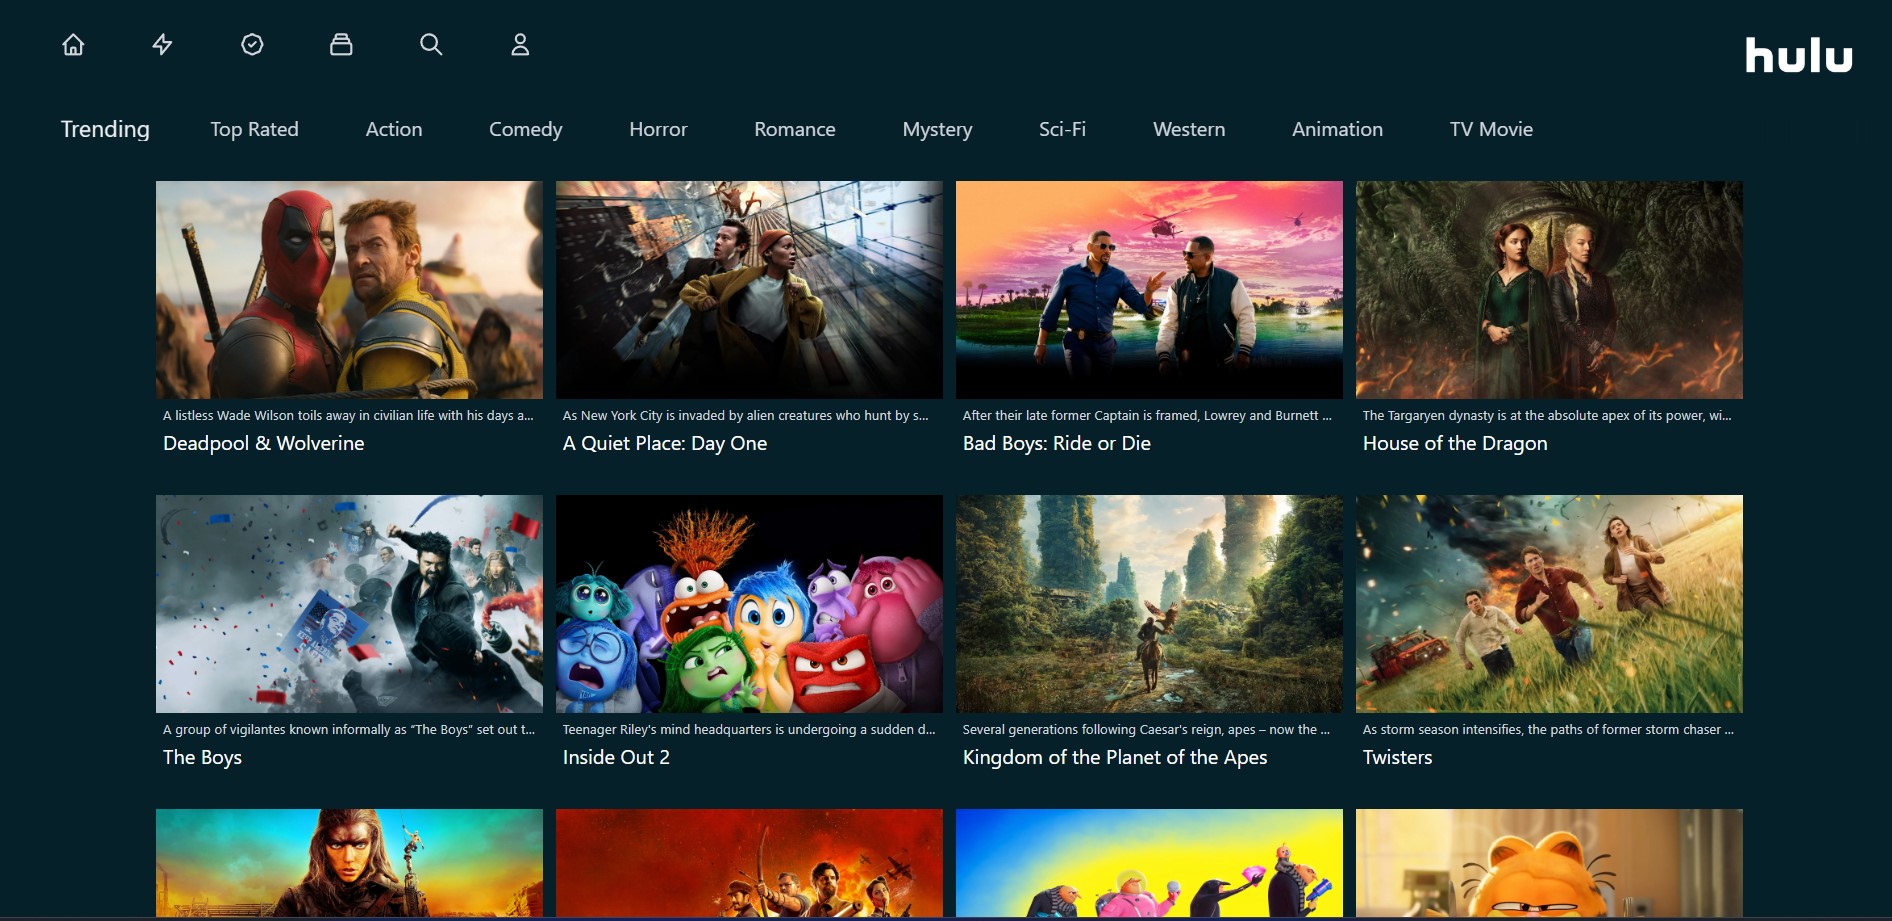 hulu
Trending Top Rated Action Comedy Horror Romance Mystery Sci-Fi Western Animation TV Movie
A listless Wade Wilson toils away in civilian life with his days a...
Deadpool & Wolverine
As New York City is invaded by alien creatures who hunt by s...
A Quiet Place: Day One
After their late former Captain is framed, Lowrey and Burnett ...
Bad Boys: Ride or Die
The Targaryen dynasty is at the absolute apex of its power, wi...
House of the Dragon
A group of vigilantes known informally as “The Boys” set out t...
The Boys
Teenager Riley's mind headquarters is undergoing a sudden d...
Inside Out 2
Several generations following Caesar's reign, apes – now the ...
Kingdom of the Planet of the Apes
As storm season intensifies, the paths of former storm chaser ...
Twisters